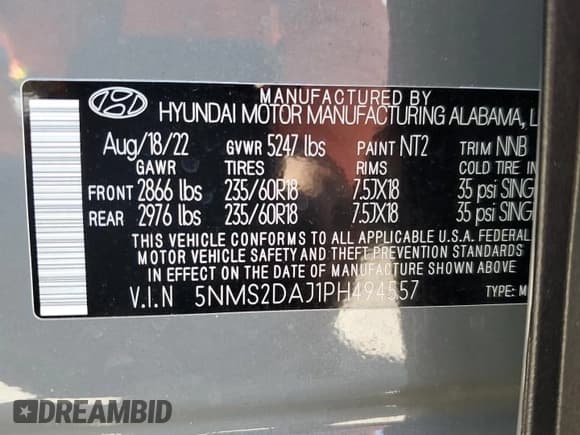 MANUFACTURED BY
HYUNDAI MOTOR MANUFACTURING ALABAMA, L
Aug/18/22 GVWR 5247 lbs PAINT NT2 TRIM NNB
GAWR TIRES RIMS COLD TIRE IN
FRONT 2866 lbs 235/60R18 7.5JX18 35 psi SING
REAR 2976 lbs 235/60R18 7.5JX18 35 psi SING
THIS VEHICLE CONFORMS TO ALL APPLICABLE U.S.A. FEDERAL
MOTOR VEHICLE SAFETY AND THEFT PREVENTION STANDARDS
IN EFFECT ON THE DATE OF MANUFACTURE SHOWN ABOVE.
V.I.N 5NMS2DAJ1PH494557 TYPE: M
DREAMBID